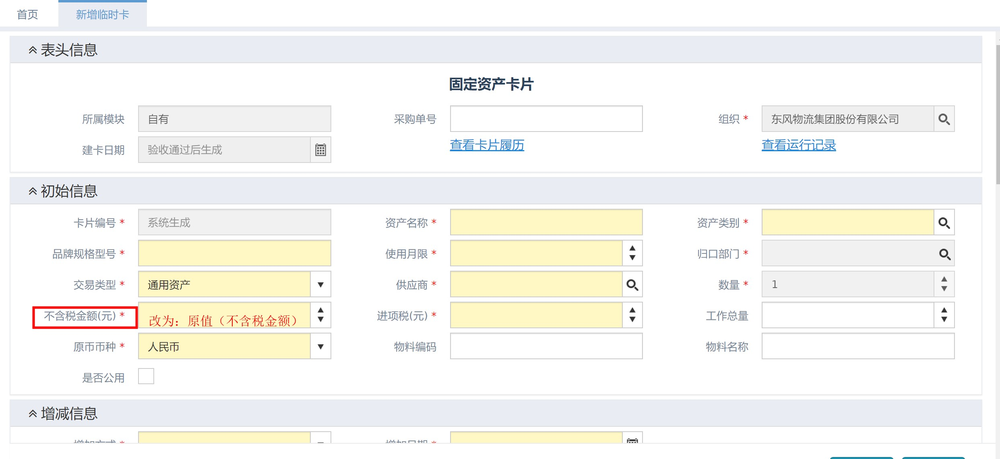 首页 新增临时卡
表头信息
固定资产卡片
所属模块 自有 采购单号 组织 * 东风物流集团股份有限公司
建卡日期 验收通过后生成 查看卡片履历 查看运行记录
初始信息
卡片编号 * 系统生成 资产名称 * 资产类别 *
品牌规格型号 * 使用月限 * 归口部门 *
交易类型 * 通用资产 供应商 * 数量 * 1
不含税金额(元) * 改为：原值（不含税金额） 进项税(元) * 工作总量
原币币种 * 人民币 物料编码 物料名称
是否公用
增减信息
增加方式 * 增加日期 *